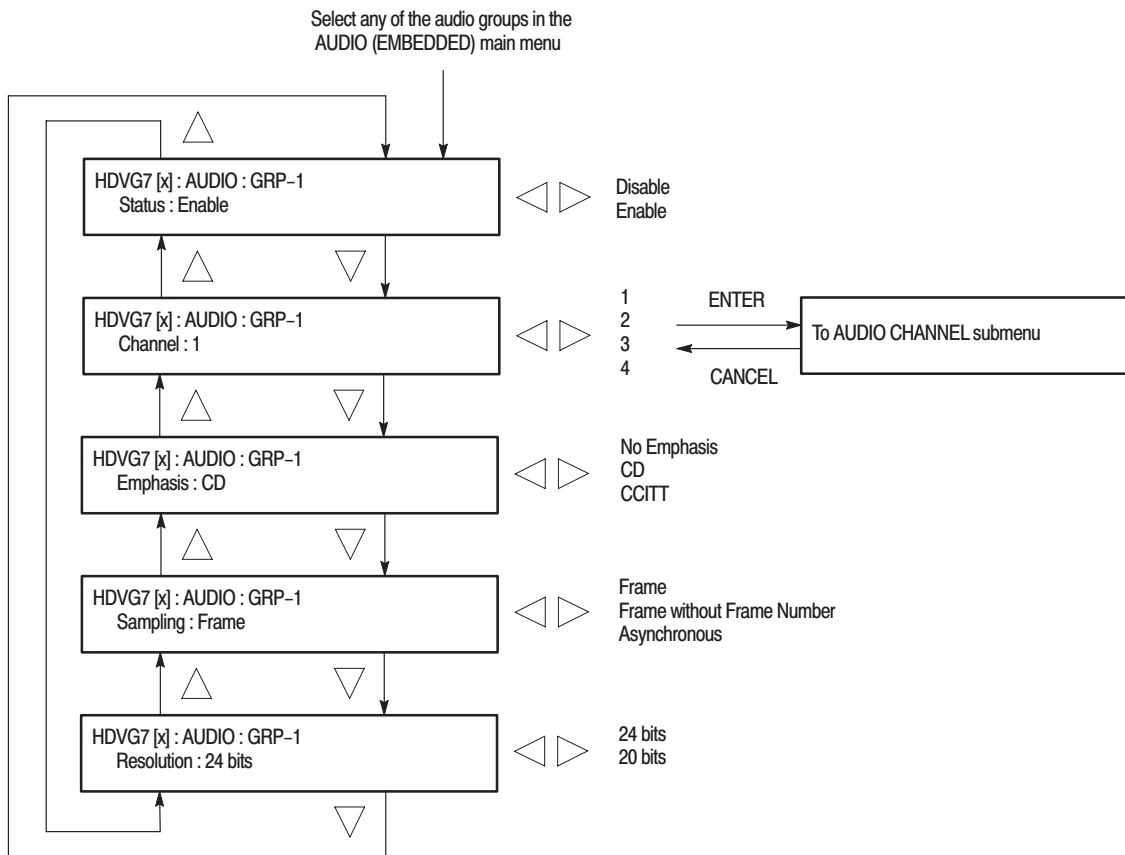 Select any of the audio groups in the
AUDIO (EMBEDDED) main menu
HDVG7 [x] : AUDIO : GRP–1
Status : Enable
Disable
Enable
HDVG7 [x] : AUDIO : GRP–1
Channel : 1
1
2
3
4
ENTER
CANCEL
To AUDIO CHANNEL submenu
HDVG7 [x] : AUDIO : GRP–1
Emphasis : CD
No Emphasis
CD
CCITT
HDVG7 [x] : AUDIO : GRP–1
Sampling : Frame
Frame
Frame without Frame Number
Asynchronous
HDVG7 [x] : AUDIO : GRP–1
Resolution : 24 bits
24 bits
20 bits